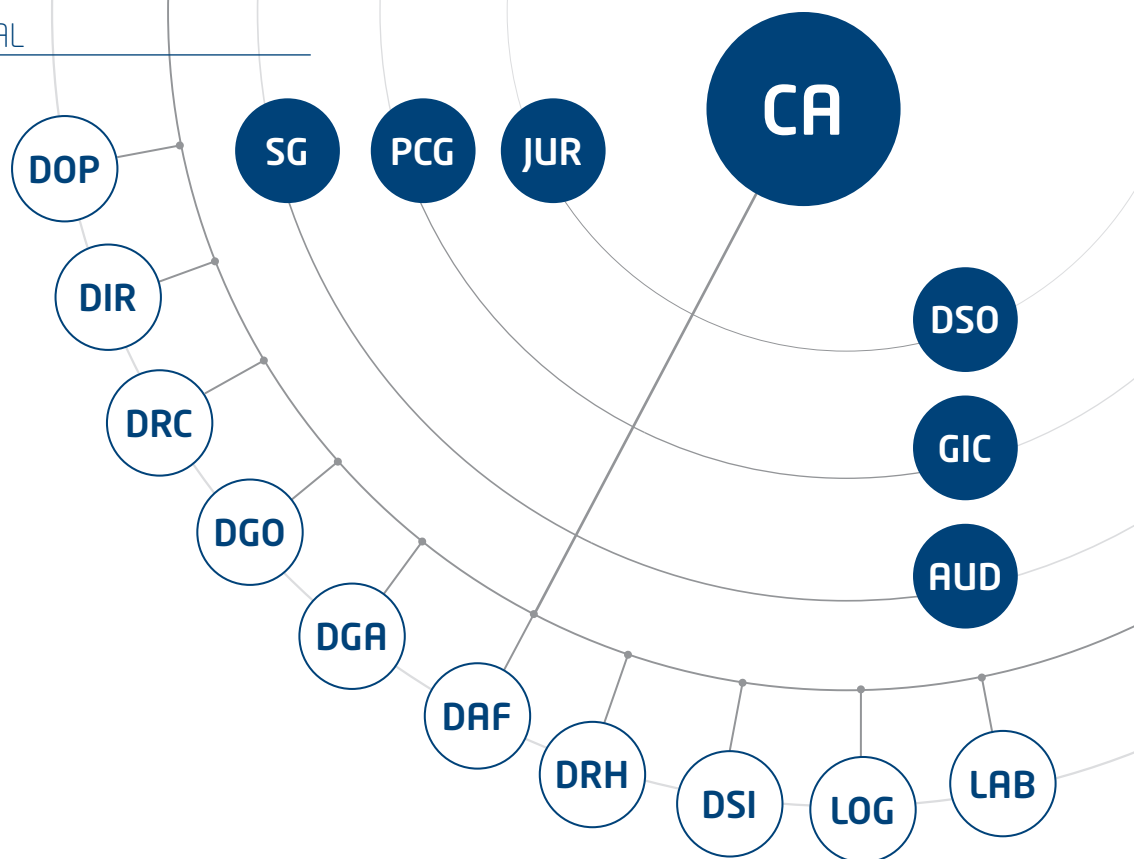 CA
SG
PCG
JUR
DOP
DIR
DSO
DRC
GIC
DGO
AUD
DGA
DAF
DRH
DSI
LOG
LAB